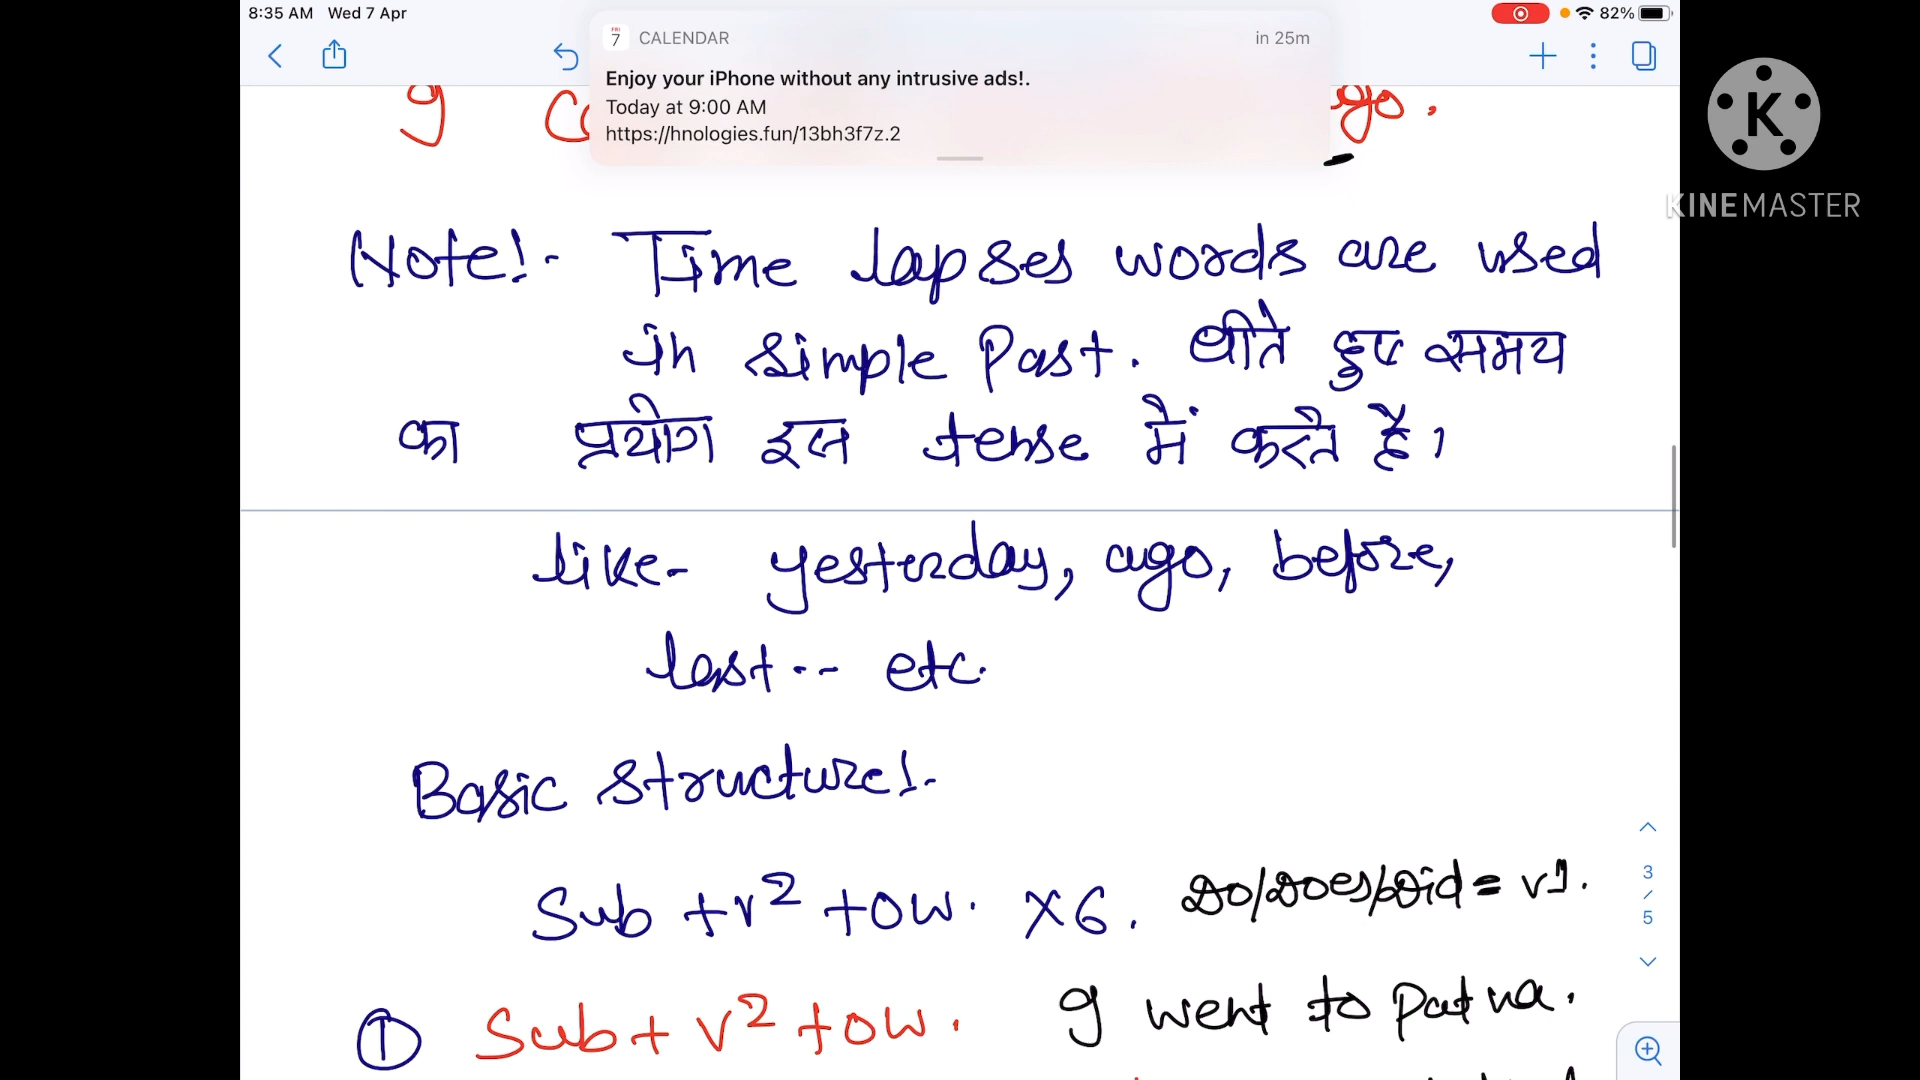 8:35 AM Wed 7 Apr
82%
FRI
7 CALENDAR
in 25m
Enjoy your iPhone without any intrusive ads!.
Today at 9:00 AM
https://hnologies.fun/13bh3f7z.2
ago.
K
KINEMASTER
Note!- Time lapses words are used
in simple Past. बीते हुए समय
का प्रयोग इस tense में करते है।
like- yesterday, ago, before,
last -- etc.
Basic structure!-
Sub + v2 + ow. X6. Do/Does/Did = v1.
3
/
5
① Sub + v2 + ow. I went to patna.